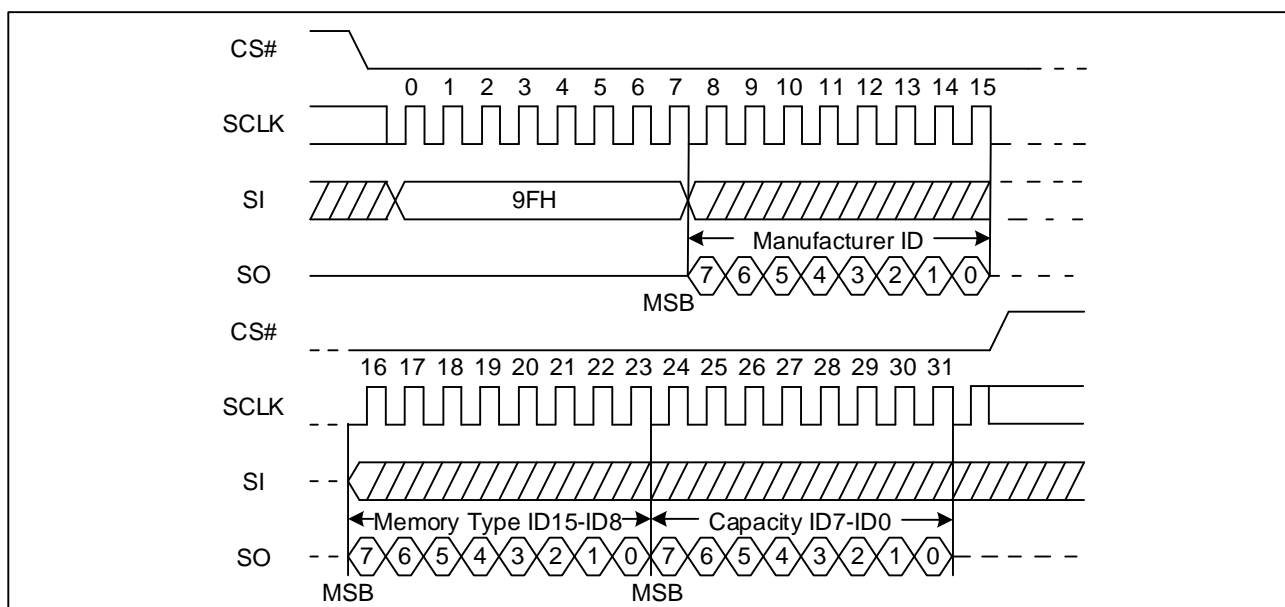 CS#
0 1 2 3 4 5 6 7 8 9 10 11 12 13 14 15
SCLK
SI 9FH
Manufacturer ID
SO 7 6 5 4 3 2 1 0
MSB
CS#
16 17 18 19 20 21 22 23 24 25 26 27 28 29 30 31
SCLK
SI
Memory Type ID15-ID8 Capacity ID7-ID0
SO 7 6 5 4 3 2 1 0 7 6 5 4 3 2 1 0
MSB MSB